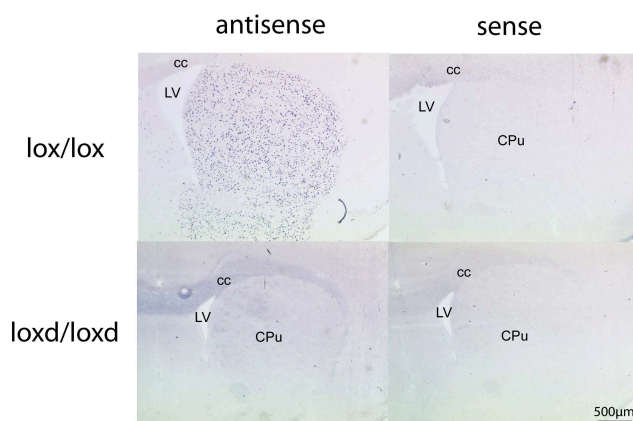 antisense
sense
lox/lox
cc
LV
cc
LV
CPu
loxd/loxd
cc
LV
CPu
cc
LV
CPu
500µm